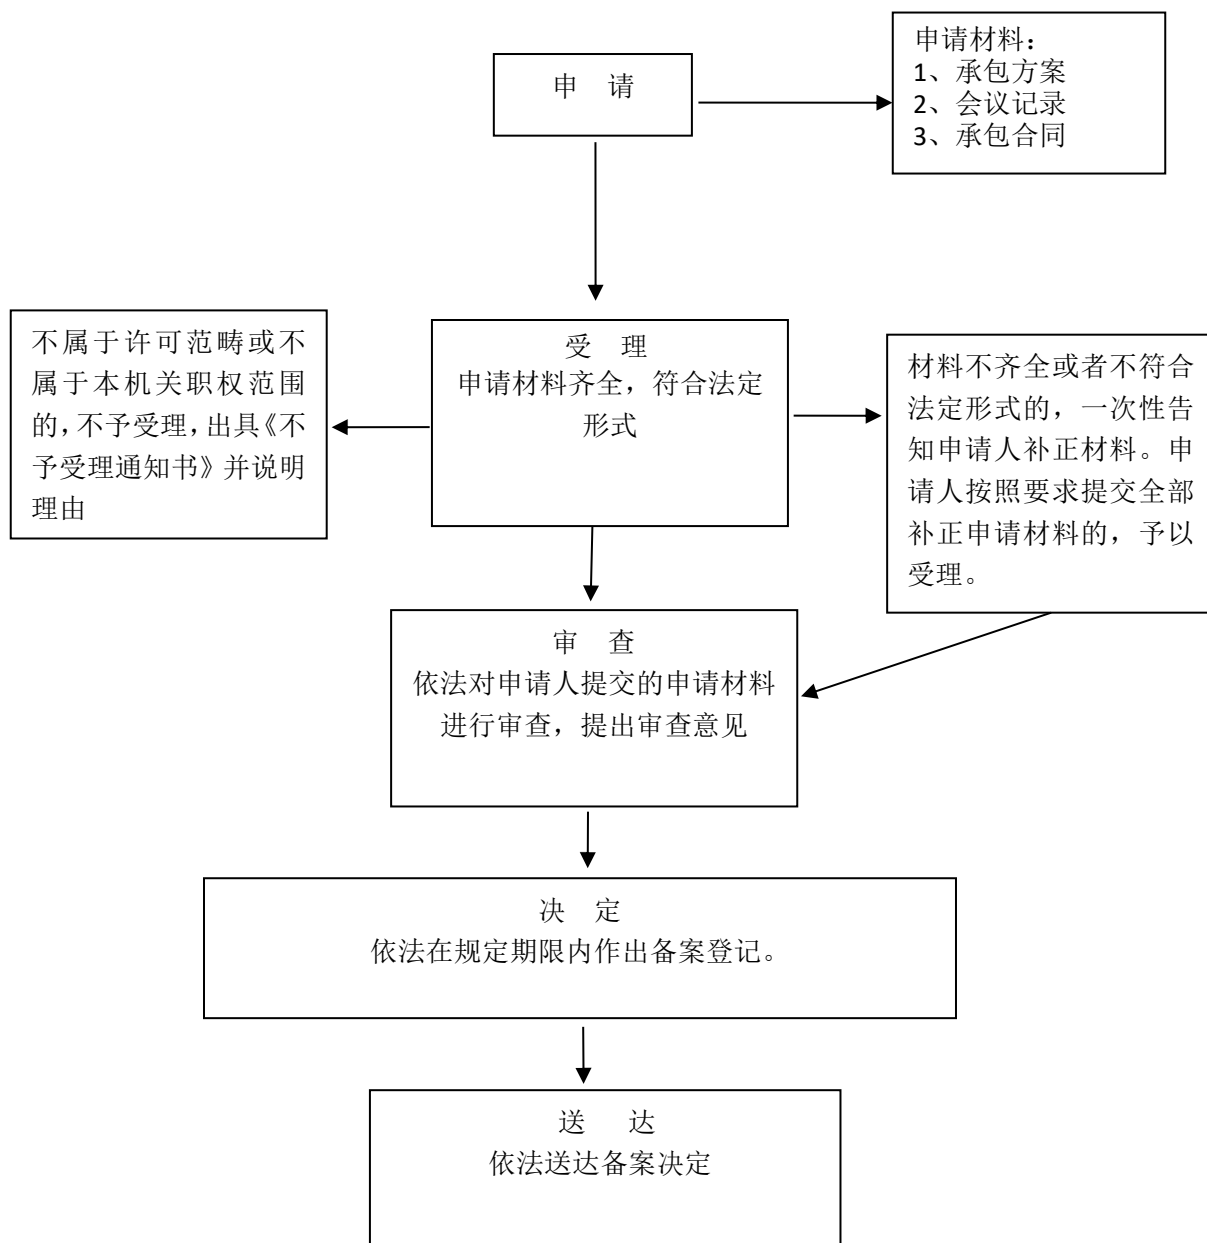 申 请
申请材料：
1、承包方案
2、会议记录
3、承包合同
不属于许可范畴或不
属于本机关职权范围
的，不予受理，出具《不
予受理通知书》并说明
理由
受 理
申请材料齐全，符合法定
形式
材料不齐全或者不符合
法定形式的，一次性告
知申请人补正材料。申
请人按照要求提交全部
补正申请材料的，予以
受理。
审 查
依法对申请人提交的申请材料
进行审查，提出审查意见
决 定
依法在规定期限内作出备案登记。
送 达
依法送达备案决定